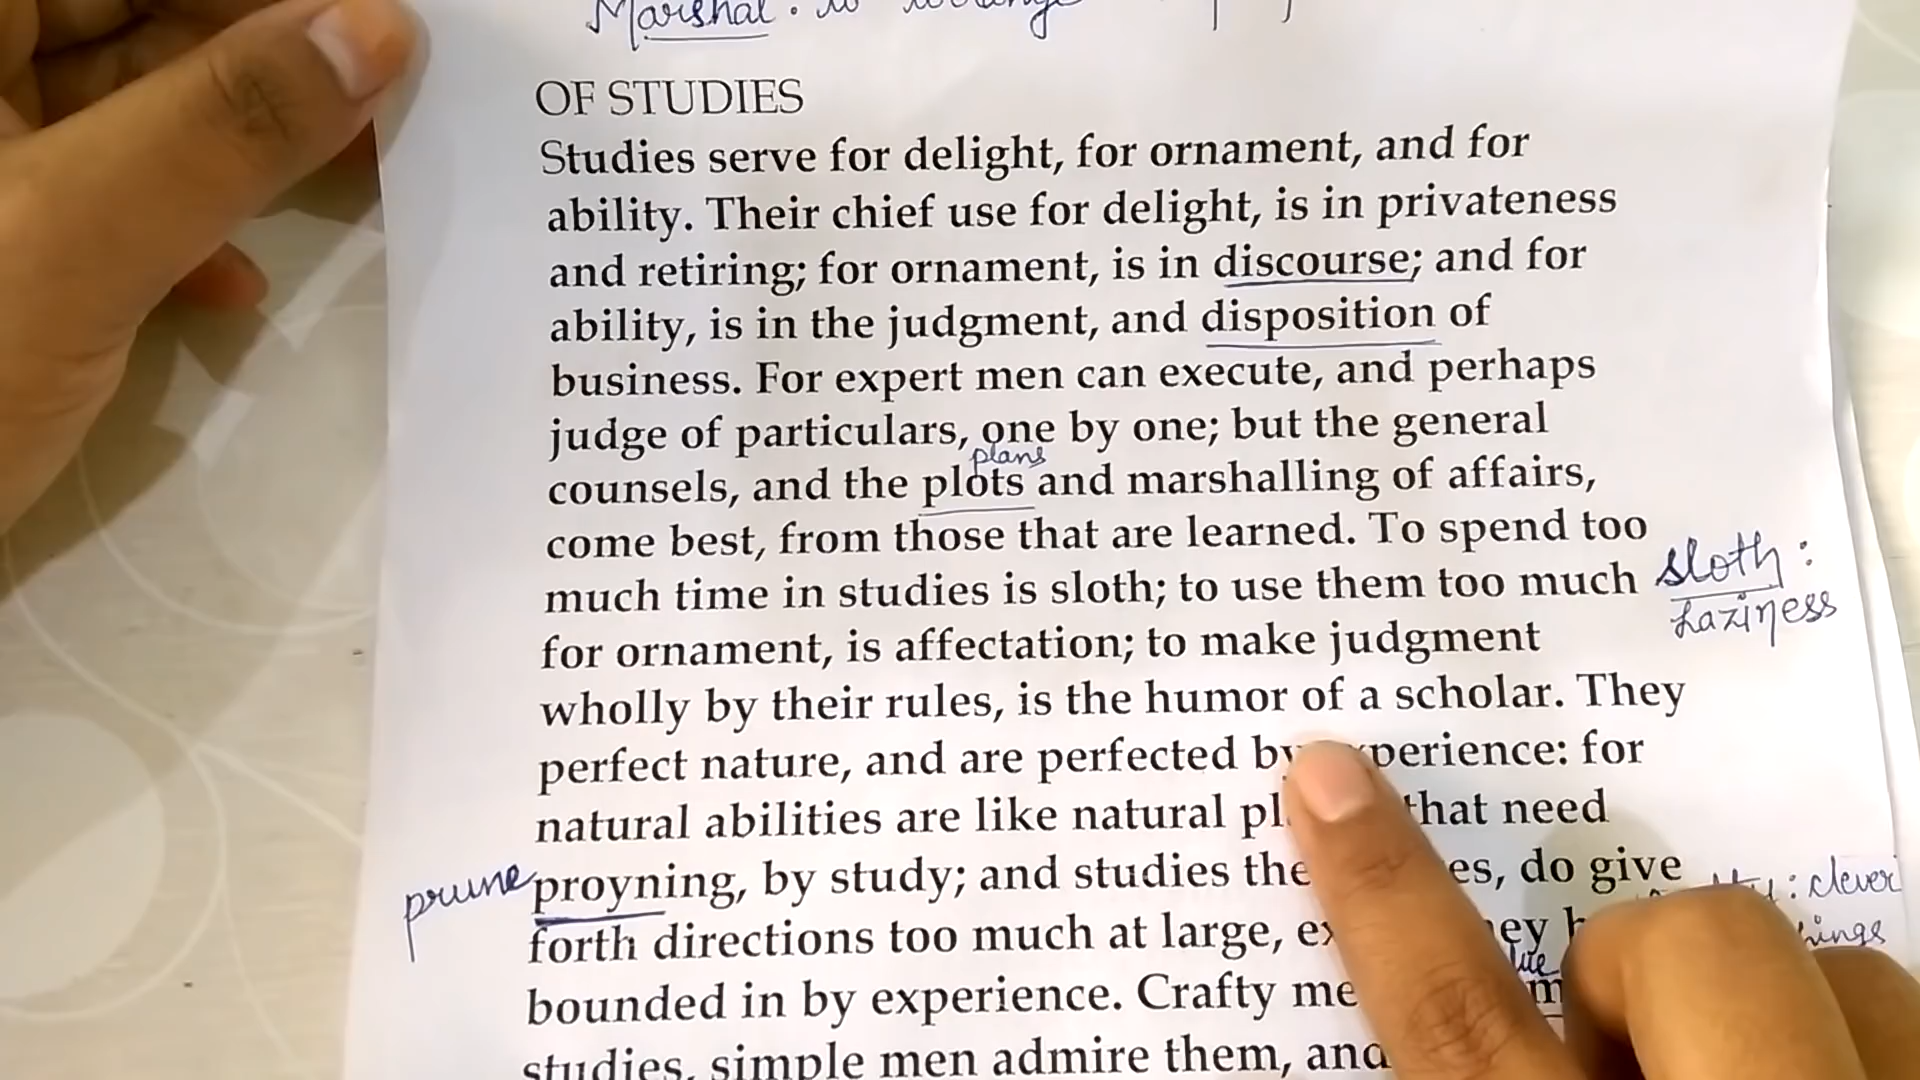 Marshal : to
OF STUDIES
Studies serve for delight, for ornament, and for
ability. Their chief use for delight, is in privateness
and retiring; for ornament, is in discourse; and for
ability, is in the judgment, and disposition of
business. For expert men can execute, and perhaps
judge of particulars, one by one; but the general
plans
counsels, and the plots and marshalling of affairs,
come best, from those that are learned. To spend too
sloth :
much time in studies is sloth; to use them too much
Laziness
for ornament, is affectation; to make judgment
wholly by their rules, is the humor of a scholar. They
perfect nature, and are perfected by experience: for
natural abilities are like natural that need
prune
proyning, by study; and studies do give
: clever
forth directions too much at large,
bounded in by experience. Crafty
studies, simple men admire them, and